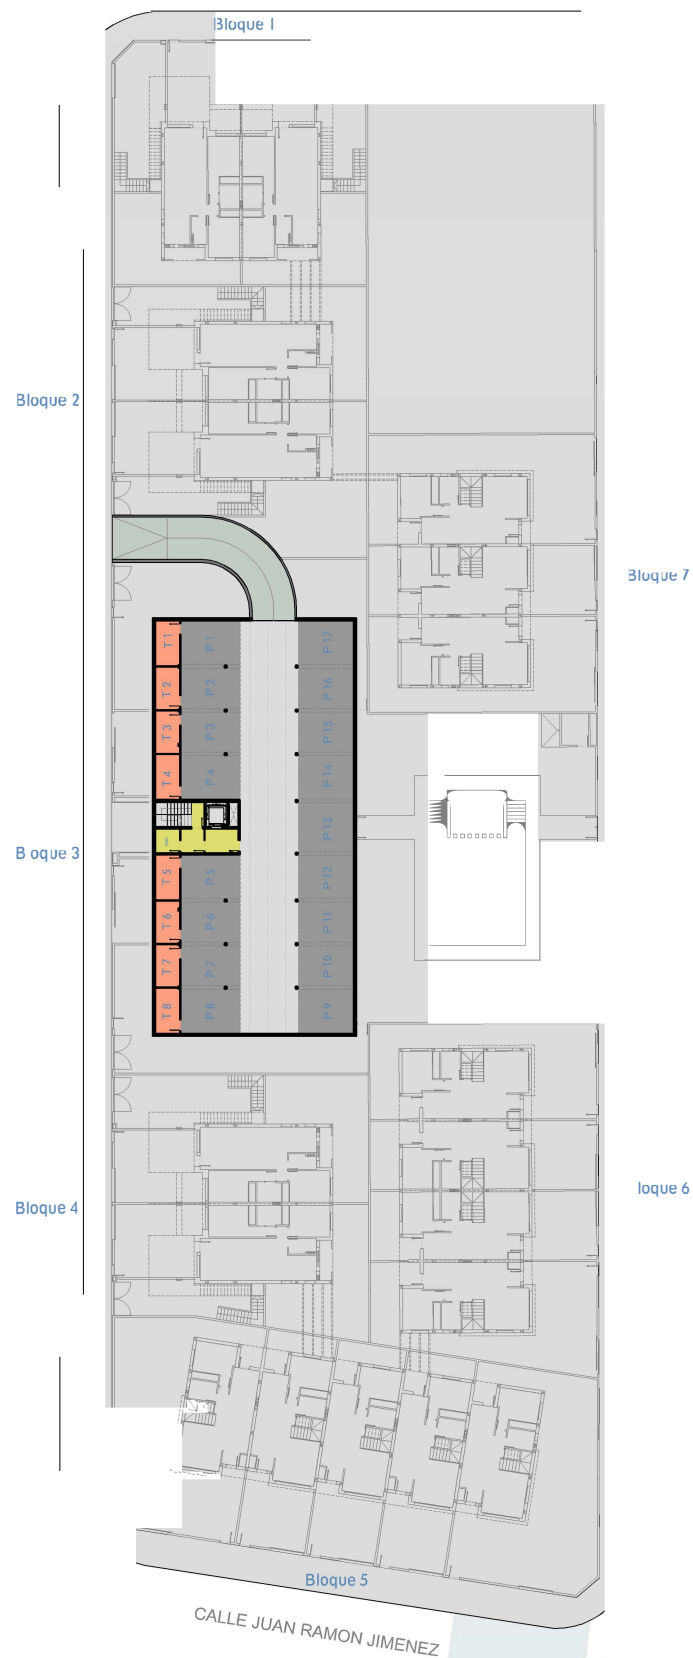 Bloque 1
Bloque 2
Bloque 7
T1 P1 P17
T2 P2 P16
T3 P3 P15
T4 P4 P14
P13
B oque 3
T5 P5 P12
T6 P6 P11
T7 P7 P10
T8 P8 P9
loque 6
Bloque 4
Bloque 5
CALLE JUAN RAMON JIMENEZ